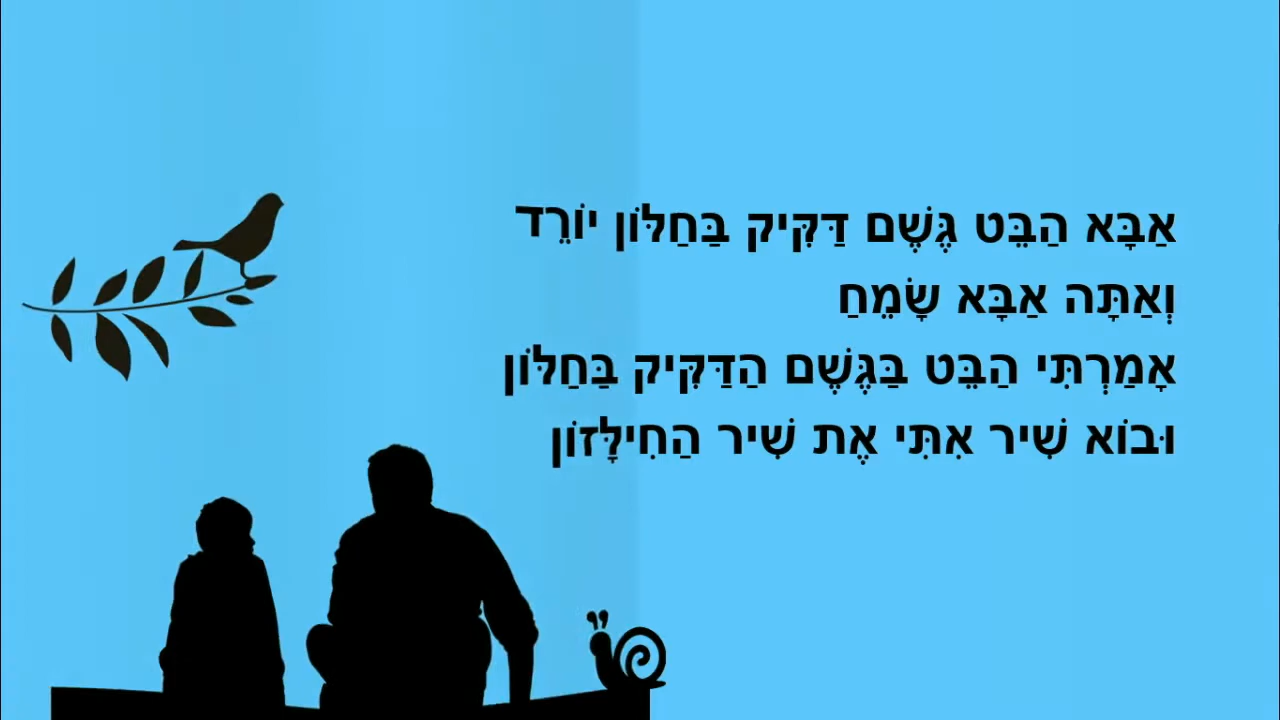 אַבָּא הַבֵּט גֶּשֶׁם דַּקִּיק בַּחַלּוֹן יוֹרֵד
וְאַתָּה אַבָּא שָׂמֵחַ
אָמַרְתִּי הַבֵּט בַּגֶּשֶׁם הַדַּקִּיק בַּחַלּוֹן
וּבוֹא שִׁיר אִתִּי אֶת שִׁיר הַחִילָּזוֹן